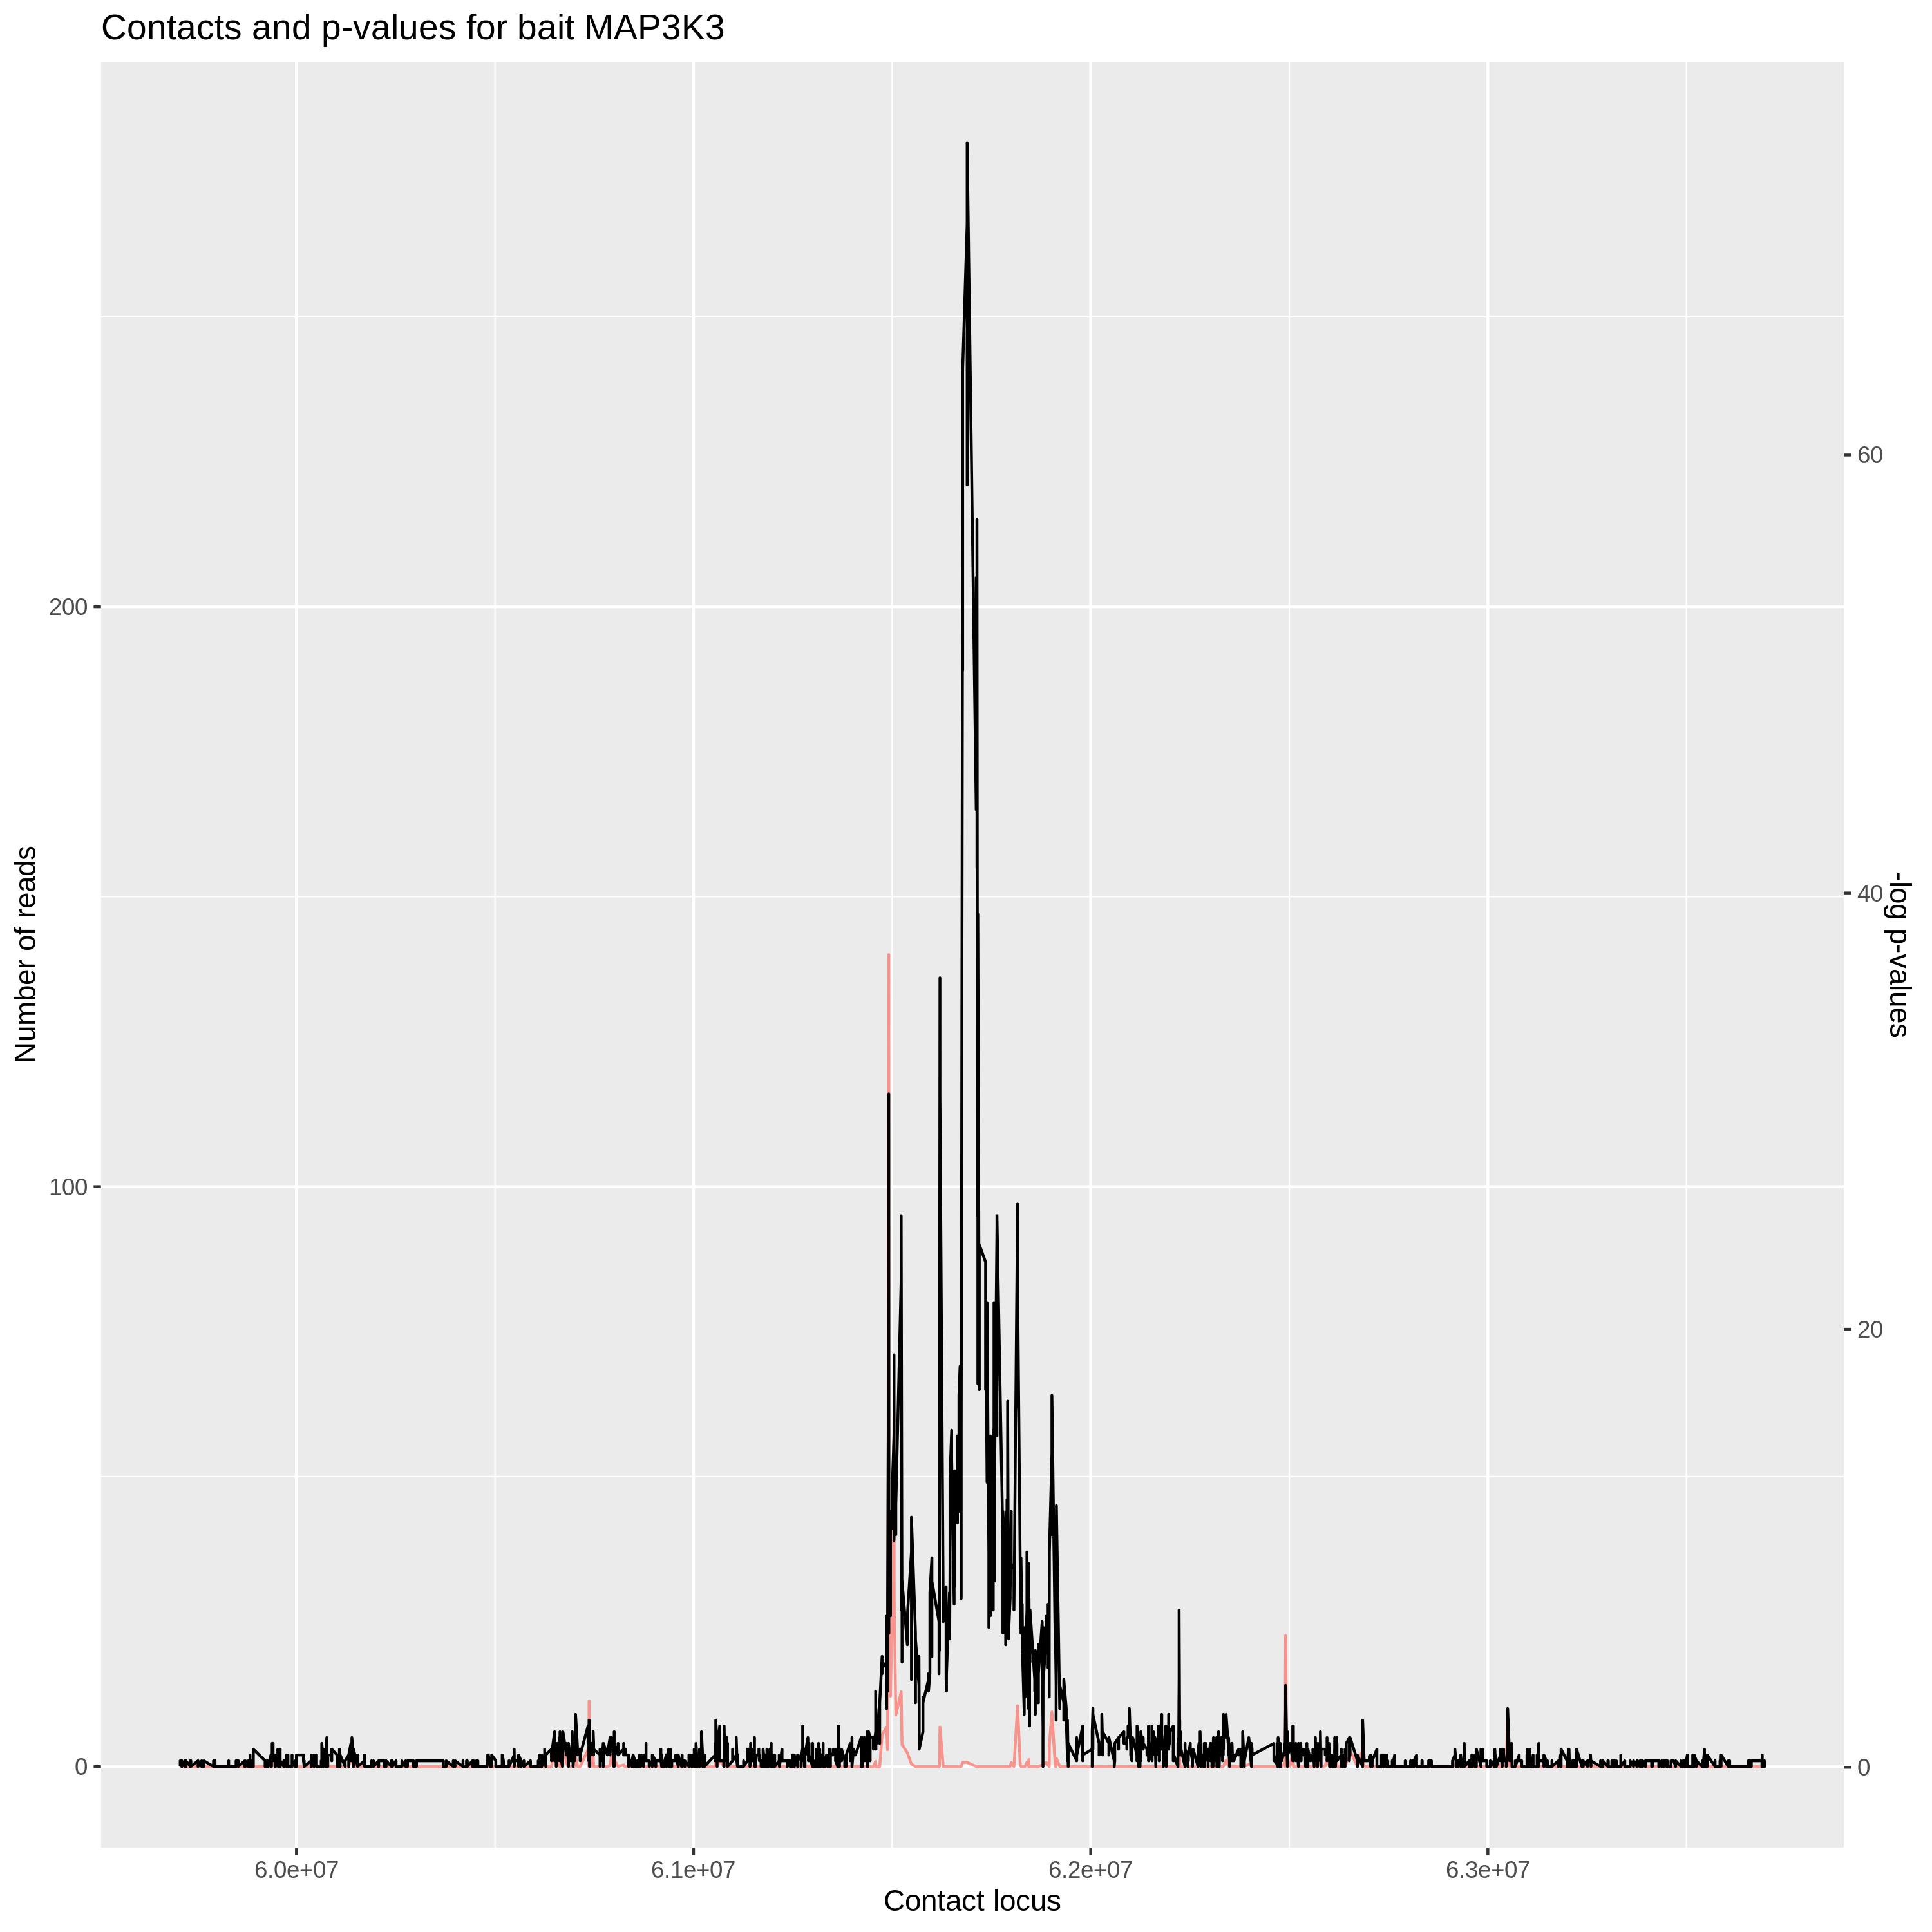 Contacts and p-values for bait MAP3K3
Number of reads
200
100
0
60
40
20
0
-log p-values
6.0e+07
6.1e+07
6.2e+07
6.3e+07
Contact locus